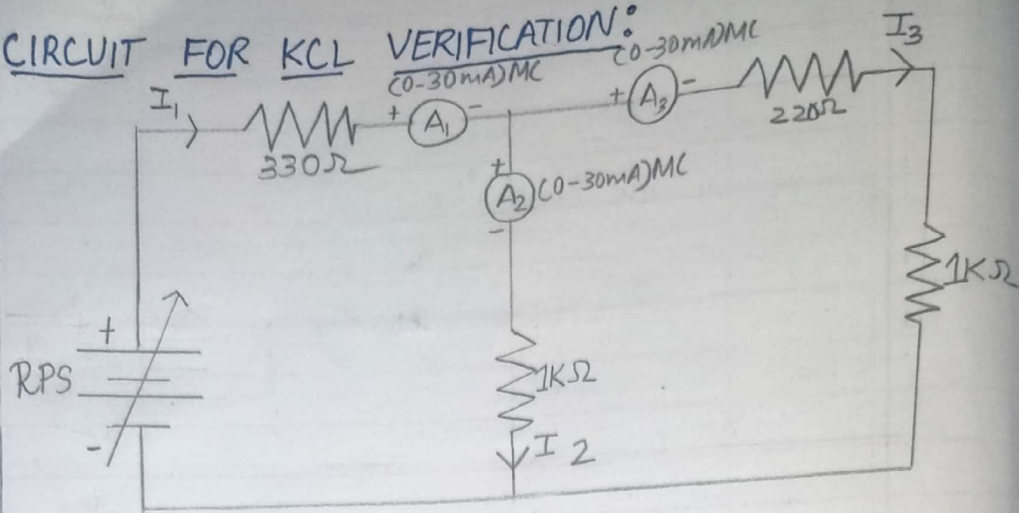 CIRCUIT FOR KCL VERIFICATION:
(0-30mA)MC
(0-30mA)MC
I3
I1
+ A1 -
+ A3 -
330Ω
220Ω
+
A2 (0-30mA)MC
-
1KΩ
+
RPS
-
1KΩ
I 2